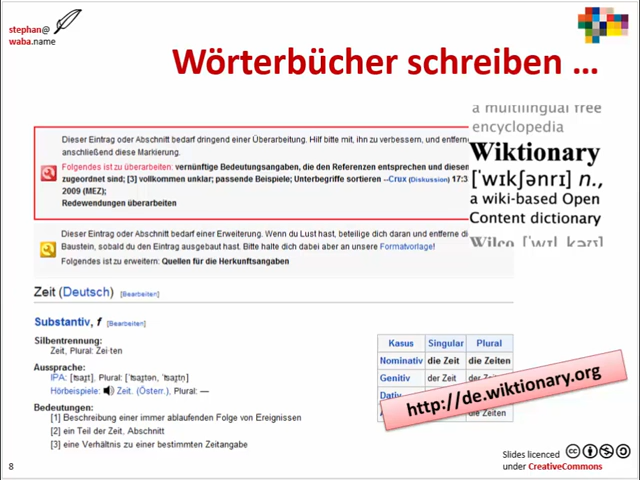 stephan@
waba.name
Wörterbücher schreiben ...
a multilingual free
encyclopedia
Wiktionary
['wɪkʃənrɪ] n.,
a wiki-based Open
Content dictionary
Wilco ['wɪl kəʊ]
Dieser Eintrag oder Abschnitt bedarf dringend einer Überarbeitung. Hilf bitte mit, ihn zu verbessern, und entferne
anschließend diese Markierung.
Folgendes ist zu überarbeiten: vernünftige Bedeutungsangaben, die den Referenzen entsprechen und diesen
zugeordnet sind; [3] vollkommen unklar; passende Beispiele; Unterbegriffe sortieren --Crux (Diskussion) 17:3
2009 (MEZ);
Redewendungen überarbeiten
Dieser Eintrag oder Abschnitt bedarf einer Erweiterung. Wenn du Lust hast, beteilige dich daran und entferne
Baustein, sobald du den Eintrag ausgebaut hast. Bitte halte dich dabei aber an unsere Formatvorlage!
Folgendes ist zu erweitern: Quellen für die Herkunftsangaben
Zeit (Deutsch) [Bearbeiten]
Substantiv, f [Bearbeiten]
Silbentrennung:
Zeit, Plural: Zei·ten
Aussprache:
IPA: [ʦaɪ̯t], Plural: [ˈʦaɪ̯tən, ˈʦaɪ̯tn̩]
Hörbeispiele: Zeit, (Österr.), Plural: —
Bedeutungen:
[1] Beschreibung einer immer ablaufenden Folge von Ereignissen
[2] ein Teil der Zeit, Abschnitt
[3] eine Verhältnis zu einer bestimmten Zeitangabe
Kasus Singular Plural
Nominativ die Zeit die Zeiten
Genitiv der Zeit der
Dativ
die Zeiten
http://de.wiktionary.org
8
Slides licenced
under CreativeCommons